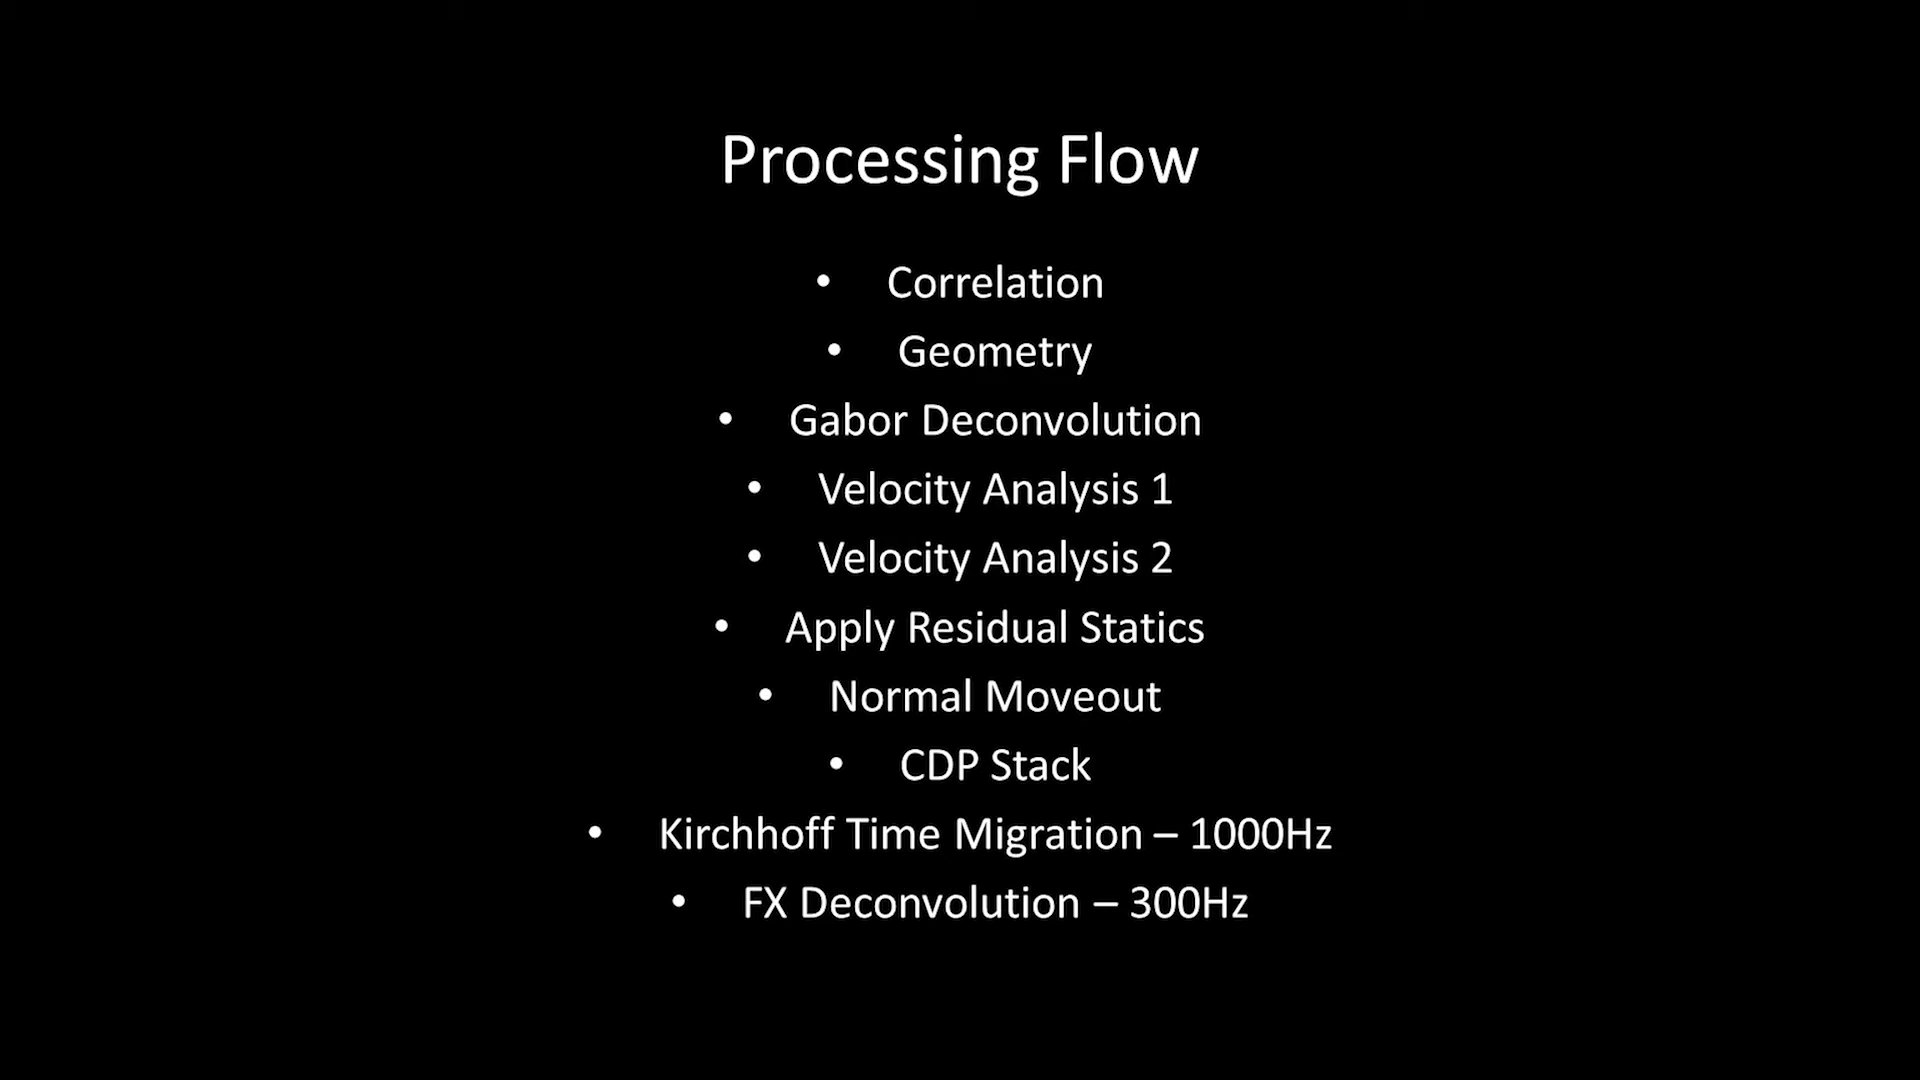 Processing Flow
• Correlation
• Geometry
• Gabor Deconvolution
• Velocity Analysis 1
• Velocity Analysis 2
• Apply Residual Statics
• Normal Moveout
• CDP Stack
• Kirchhoff Time Migration – 1000Hz
• FX Deconvolution – 300Hz